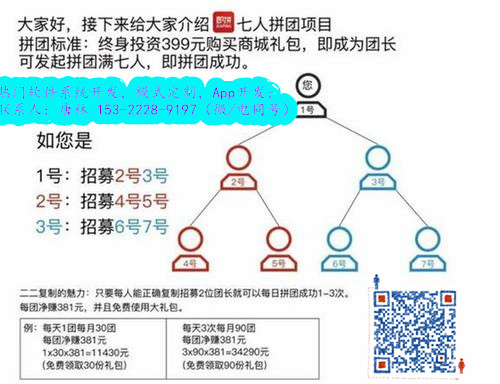 大家好，接下来给大家介绍 即拼 七人拼团项目
拼团标准：终身投资399元购买商城礼包，即成为团长
可发起拼团满七人，即拼团成功。
热门软件系统开发，模式定制，App开发：
联系人：唐林 153-2228-9197（微/电同号）
您
1号
如您是
1号：招募2号3号
2号：招募4号5号
3号：招募6号7号
2号
3号
4号
5号
6号
7号
二二复制的魅力：只要每人能正确复制招募2位团长就可以每日拼团成功1-3次。
每团净赚381元，并且免费使用大礼包。
例：每天1团每月30团
每团净赚381元
1x30x381=11430元
(免费领取30份礼包)
每天3次每月90团
每团净赚381元
3x90x381=34290元
(免费领取90份礼包)